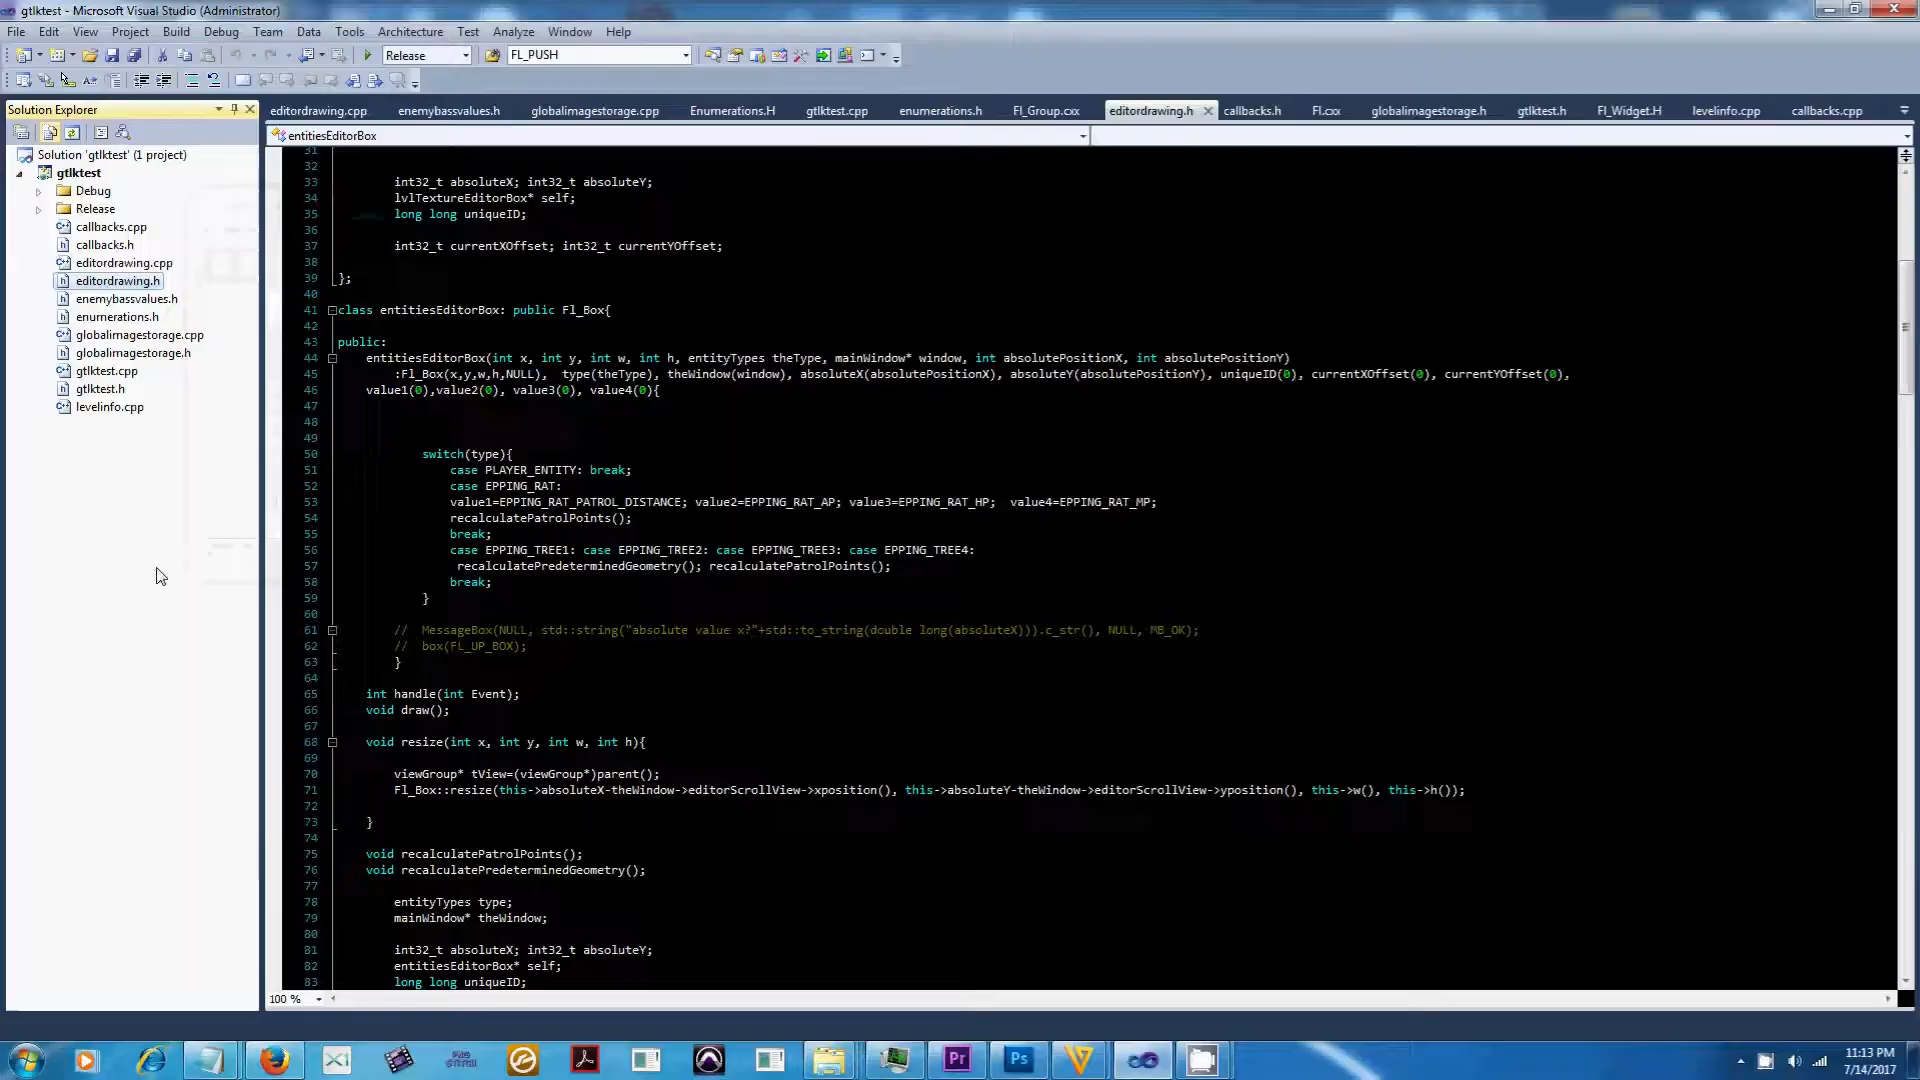 gtlktest - Microsoft Visual Studio (Administrator)
File Edit View Project Build Debug Team Data Tools Architecture Test Analyze Window Help
Release FL_PUSH
Solution Explorer
editordrawing.cpp enemybassvalues.h globalimagestorage.cpp Enumerations.H gtlktest.cpp enumerations.h Fl_Group.cxx editordrawing.h callbacks.h Fl.cxx globalimagestorage.h gtlktest.h Fl_Widget.H levelinfo.cpp callbacks.cpp
entitiesEditorBox
Solution 'gtlktest' (1 project)
gtlktest
Debug
Release
callbacks.cpp
callbacks.h
editordrawing.cpp
editordrawing.h
enemybassvalues.h
enumerations.h
globalimagestorage.cpp
globalimagestorage.h
gtlktest.cpp
gtlktest.h
levelinfo.cpp
31
32
33 int32_t absoluteX; int32_t absoluteY;
34 lvlTextureEditorBox* self;
35 long long uniqueID;
36
37 int32_t currentXOffset; int32_t currentYOffset;
38
39 };
40
41 class entitiesEditorBox: public Fl_Box{
42
43 public:
44 entitiesEditorBox(int x, int y, int w, int h, entityTypes theType, mainWindow* window, int absolutePositionX, int absolutePositionY)
45 :Fl_Box(x,y,w,h,NULL), type(theType), theWindow(window), absoluteX(absolutePositionX), absoluteY(absolutePositionY), uniqueID(0), currentXOffset(0), currentYOffset(0),
46 value1(0),value2(0), value3(0), value4(0){
47
48
49
50 switch(type){
51 case PLAYER_ENTITY: break;
52 case EPPING_RAT:
53 value1=EPPING_RAT_PATROL_DISTANCE; value2=EPPING_RAT_AP; value3=EPPING_RAT_HP; value4=EPPING_RAT_MP;
54 recalculatePatrolPoints();
55 break;
56 case EPPING_TREE1: case EPPING_TREE2: case EPPING_TREE3: case EPPING_TREE4:
57 recalculatePredeterminedGeometry(); recalculatePatrolPoints();
58 break;
59 }
60
61 // MessageBox(NULL, std::string("absolute value x?"+std::to_string(double long(absoluteX))).c_str(), NULL, MB_OK);
62 // box(FL_UP_BOX);
63 }
64
65 int handle(int Event);
66 void draw();
67
68 void resize(int x, int y, int w, int h){
69
70 viewGroup* tView=(viewGroup*)parent();
71 Fl_Box::resize(this->absoluteX-theWindow->editorScrollView->xposition(), this->absoluteY-theWindow->editorScrollView->yposition(), this->w(), this->h());
72
73 }
74
75 void recalculatePatrolPoints();
76 void recalculatePredeterminedGeometry();
77
78 entityTypes type;
79 mainWindow* theWindow;
80
81 int32_t absoluteX; int32_t absoluteY;
82 entitiesEditorBox* self;
83 long long uniqueID;
100 %
Pr Ps
11:13 PM
7/14/2017